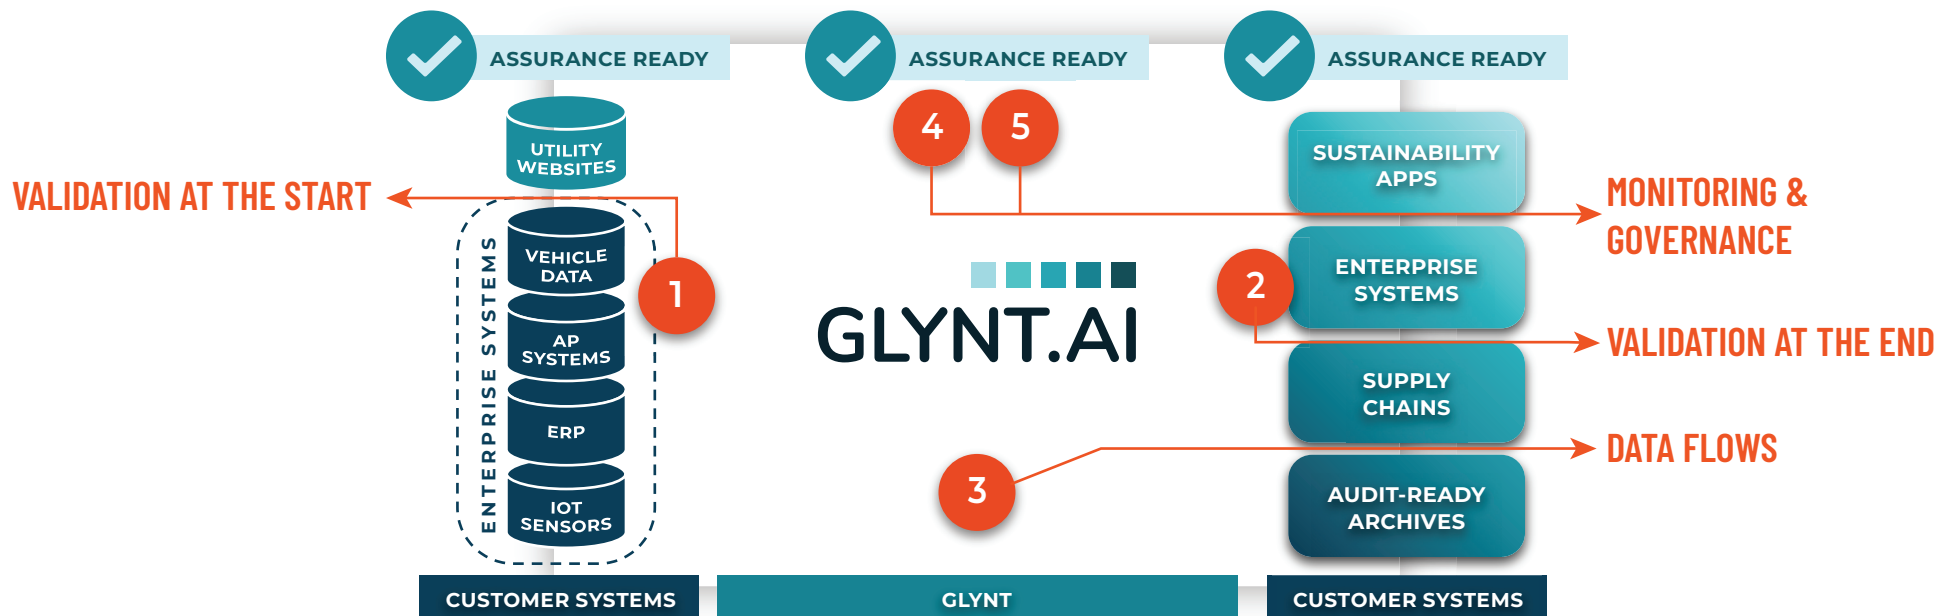 ASSURANCE READY
ASSURANCE READY
ASSURANCE READY
UTILITY
WEBSITES
VALIDATION AT THE START
ENTERPRISE SYSTEMS
VEHICLE
DATA
AP
SYSTEMS
ERP
IOT
SENSORS
1
4
5
GLYNT.AI
3
2
SUSTAINABILITY
APPS
ENTERPRISE
SYSTEMS
SUPPLY
CHAINS
AUDIT-READY
ARCHIVES
MONITORING &
GOVERNANCE
VALIDATION AT THE END
DATA FLOWS
CUSTOMER SYSTEMS
GLYNT
CUSTOMER SYSTEMS